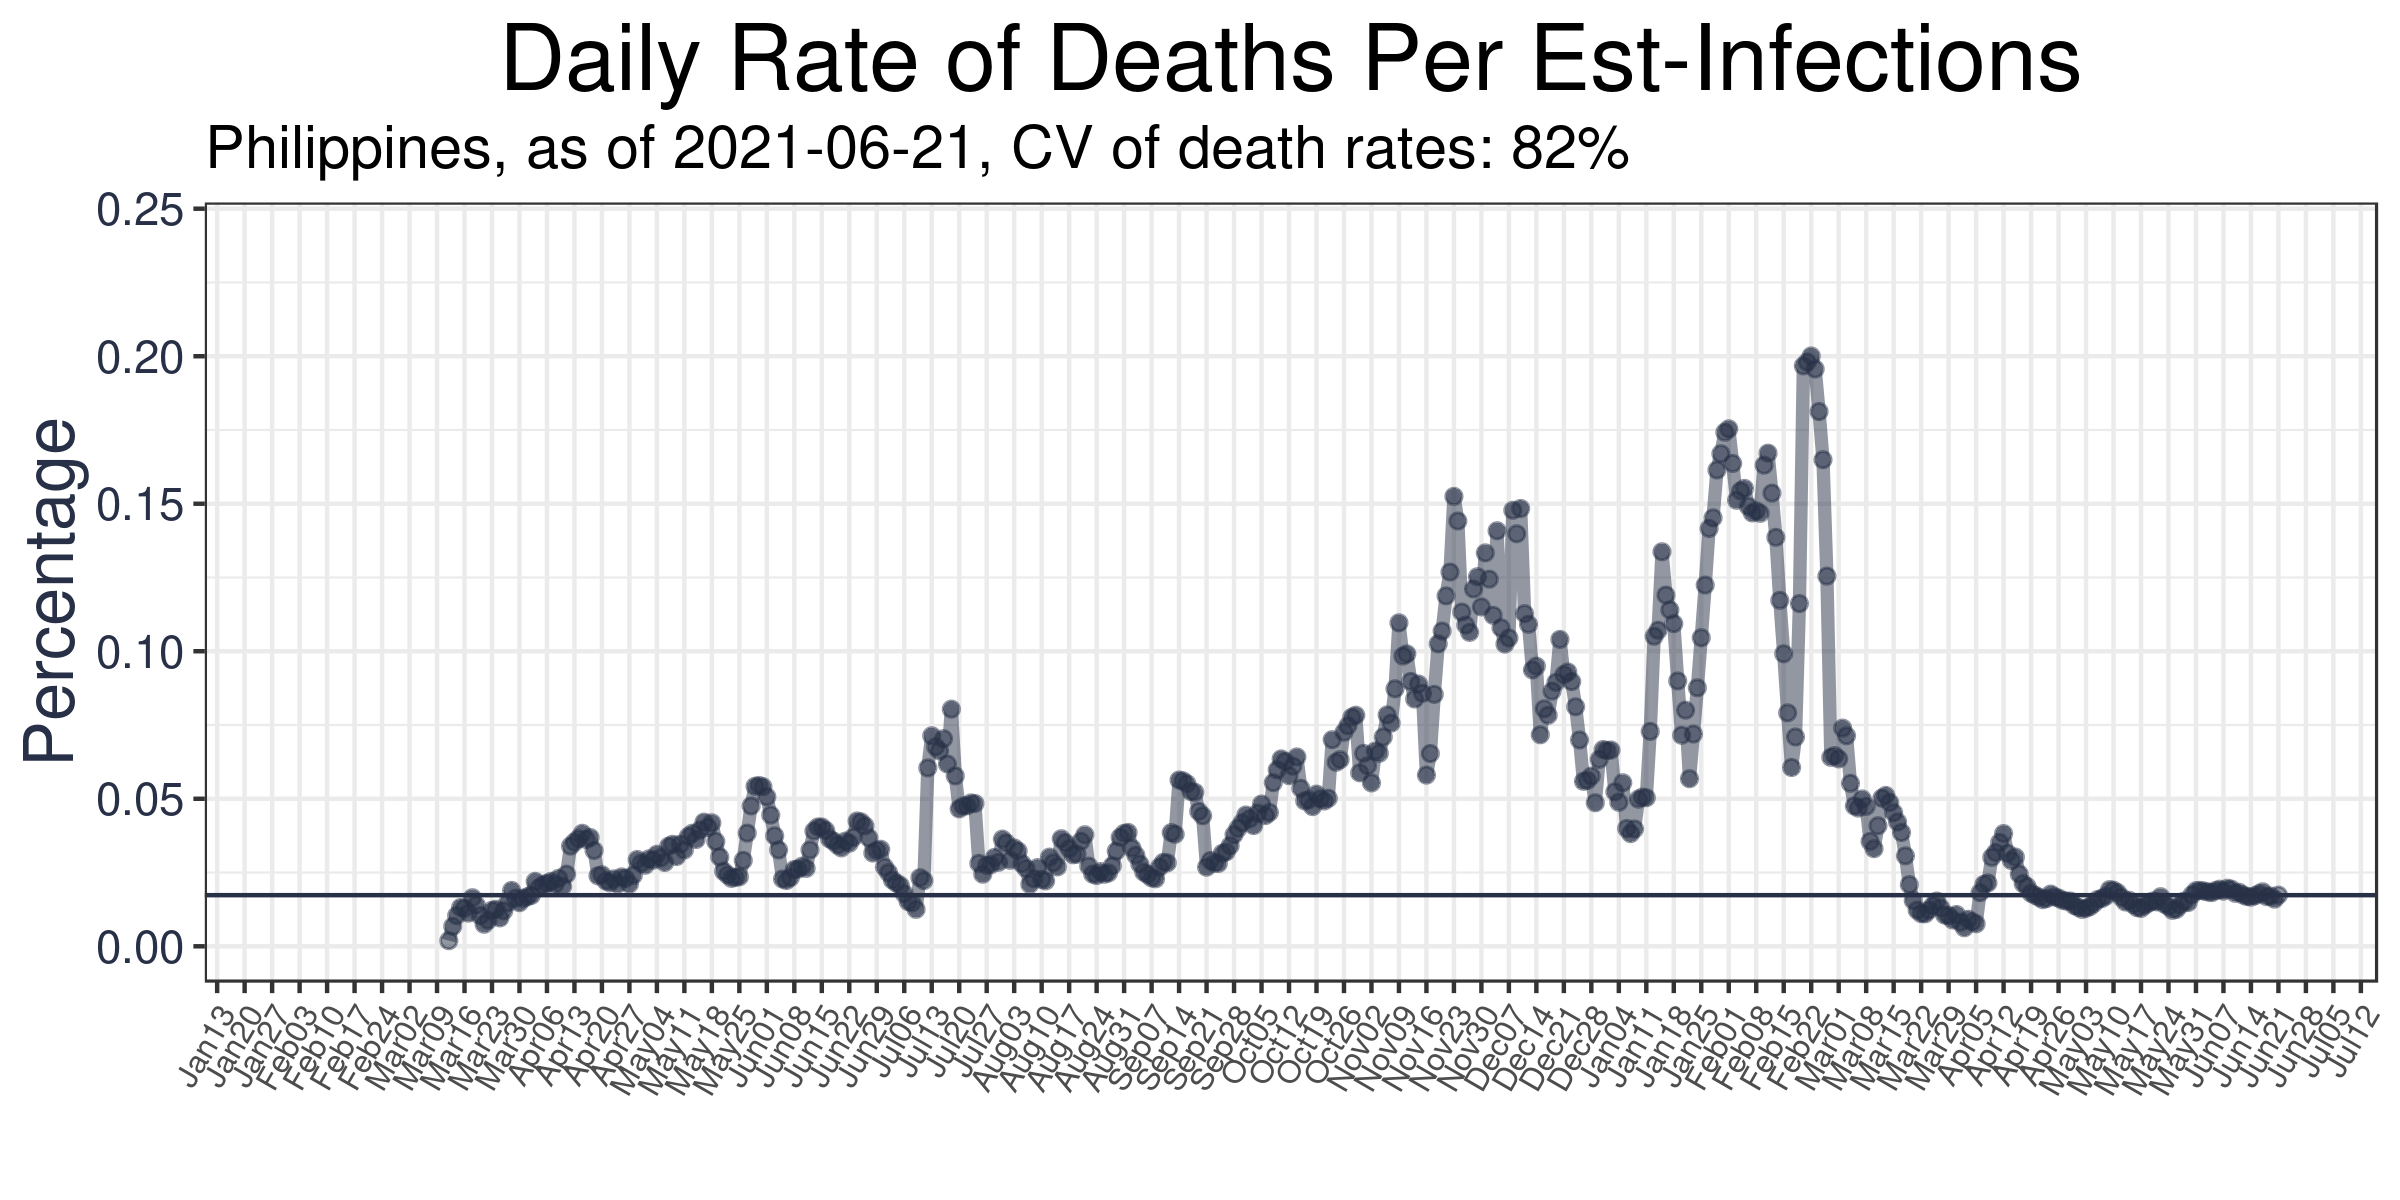 Daily Rate of Deaths Per Est-Infections
Philippines, as of 2021-06-21, CV of death rates: 82%
Percentage
0.25
0.20
0.15
0.10
0.05
0.00
Jan13
Jan20
Jan27
Feb03
Feb10
Feb17
Feb24
Mar02
Mar09
Mar16
Mar23
Mar30
Apr06
Apr13
Apr20
Apr27
May04
May11
May18
May25
Jun01
Jun08
Jun15
Jun22
Jun29
Jul06
Jul13
Jul20
Jul27
Aug03
Aug10
Aug17
Aug24
Aug31
Sep07
Sep14
Sep21
Sep28
Oct05
Oct12
Oct19
Oct26
Nov02
Nov09
Nov16
Nov23
Nov30
Dec07
Dec14
Dec21
Dec28
Jan04
Jan11
Jan18
Jan25
Feb01
Feb08
Feb15
Feb22
Mar01
Mar08
Mar15
Mar22
Mar29
Apr05
Apr12
Apr19
Apr26
May03
May10
May17
May24
May31
Jun07
Jun14
Jun21
Jun28
Jul05
Jul12